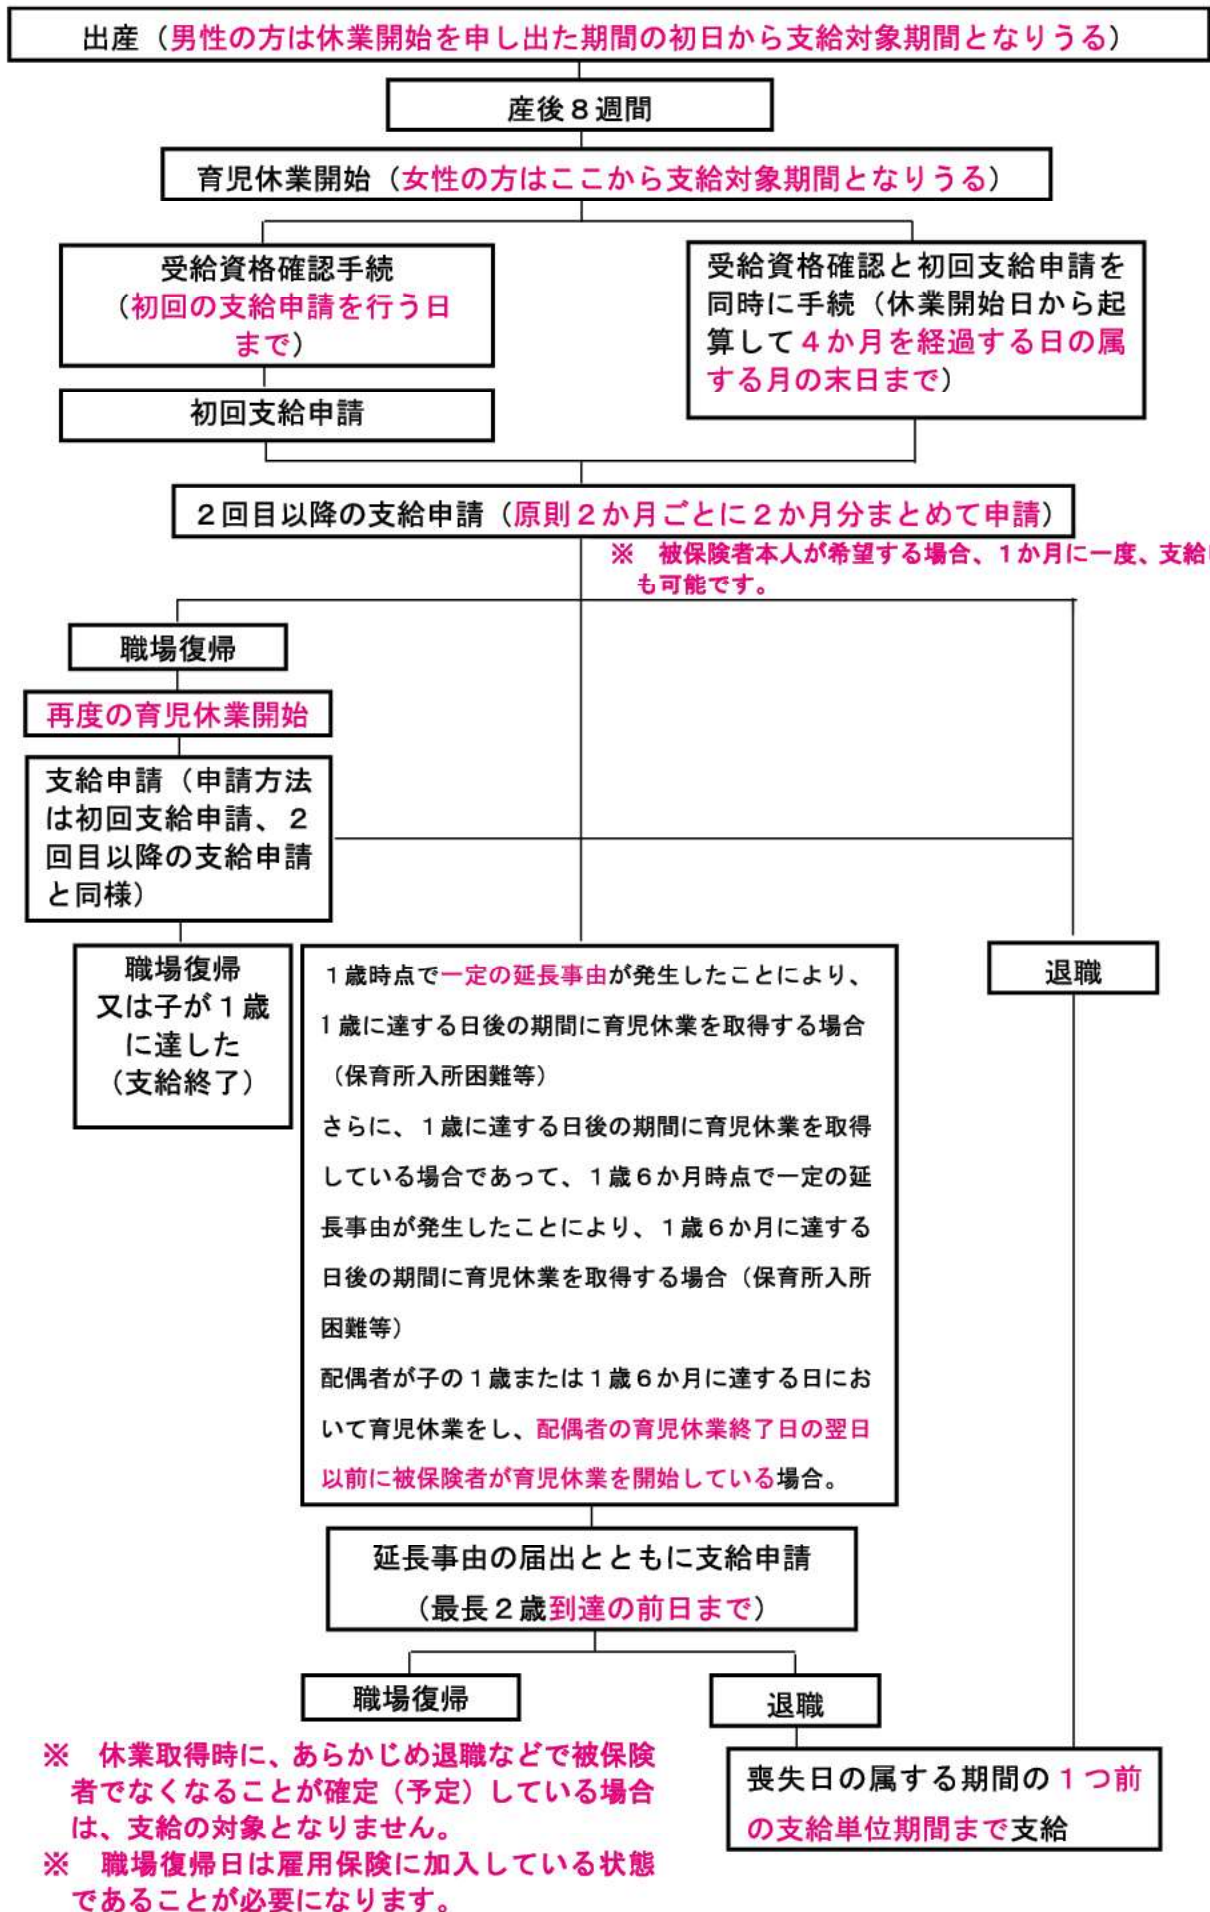 出産（男性の方は休業開始を申し出た期間の初日から支給対象期間となりうる）
産後８週間
育児休業開始（女性の方はここから支給対象期間となりうる）
受給資格確認手続
（初回の支給申請を行う日
まで）
初回支給申請
受給資格確認と初回支給申請を
同時に手続（休業開始日から起
算して４か月を経過する日の属
する月の末日まで）
２回目以降の支給申請（原則２か月ごとに２か月分まとめて申請）
※　被保険者本人が希望する場合、１か月に一度、支給
も可能です。
職場復帰
再度の育児休業開始
支給申請（申請方法
は初回支給申請、２
回目以降の支給申請
と同様）
職場復帰
又は子が１歳
に達した
（支給終了）
１歳時点で一定の延長事由が発生したことにより、
１歳に達する日後の期間に育児休業を取得する場合
（保育所入所困難等）
さらに、１歳に達する日後の期間に育児休業を取得
している場合であって、１歳６か月時点で一定の延
長事由が発生したことにより、１歳６か月に達する
日後の期間に育児休業を取得する場合（保育所入所
困難等）
配偶者が子の１歳または１歳６か月に達する日にお
いて育児休業をし、配偶者の育児休業終了日の翌日
以前に被保険者が育児休業を開始している場合。
退職
延長事由の届出とともに支給申請
（最長２歳到達の前日まで）
職場復帰
退職
喪失日の属する期間の１つ前
の支給単位期間まで支給
※　休業取得時に、あらかじめ退職などで被保険
者でなくなることが確定（予定）している場合
は、支給の対象となりません。
※　職場復帰日は雇用保険に加入している状態
であることが必要になります。